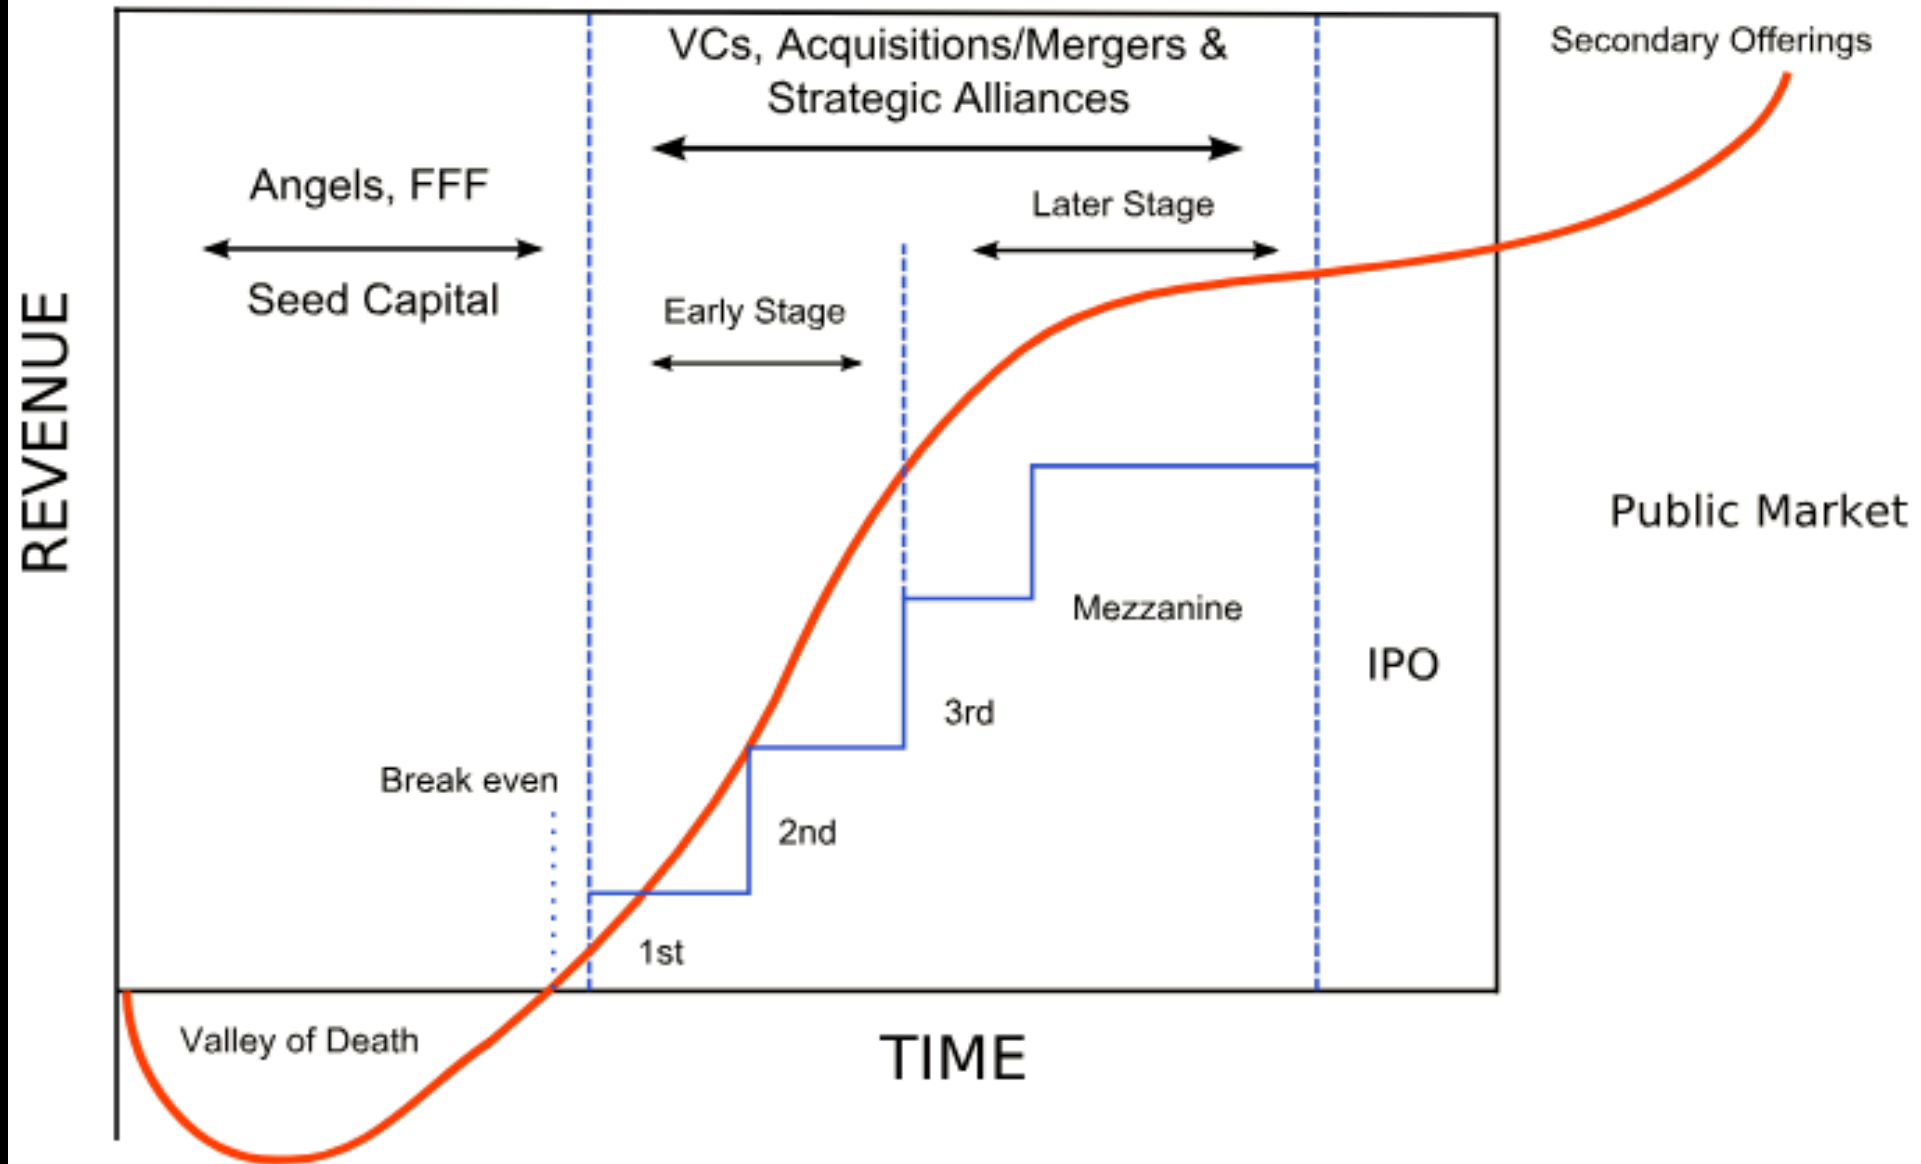 VCs, Acquisitions/Mergers &
Strategic Alliances
Secondary Offerings
Angels, FFF
Seed Capital
Later Stage
Early Stage
REVENUE
Public Market
Mezzanine
IPO
3rd
Break even
2nd
1st
Valley of Death
TIME